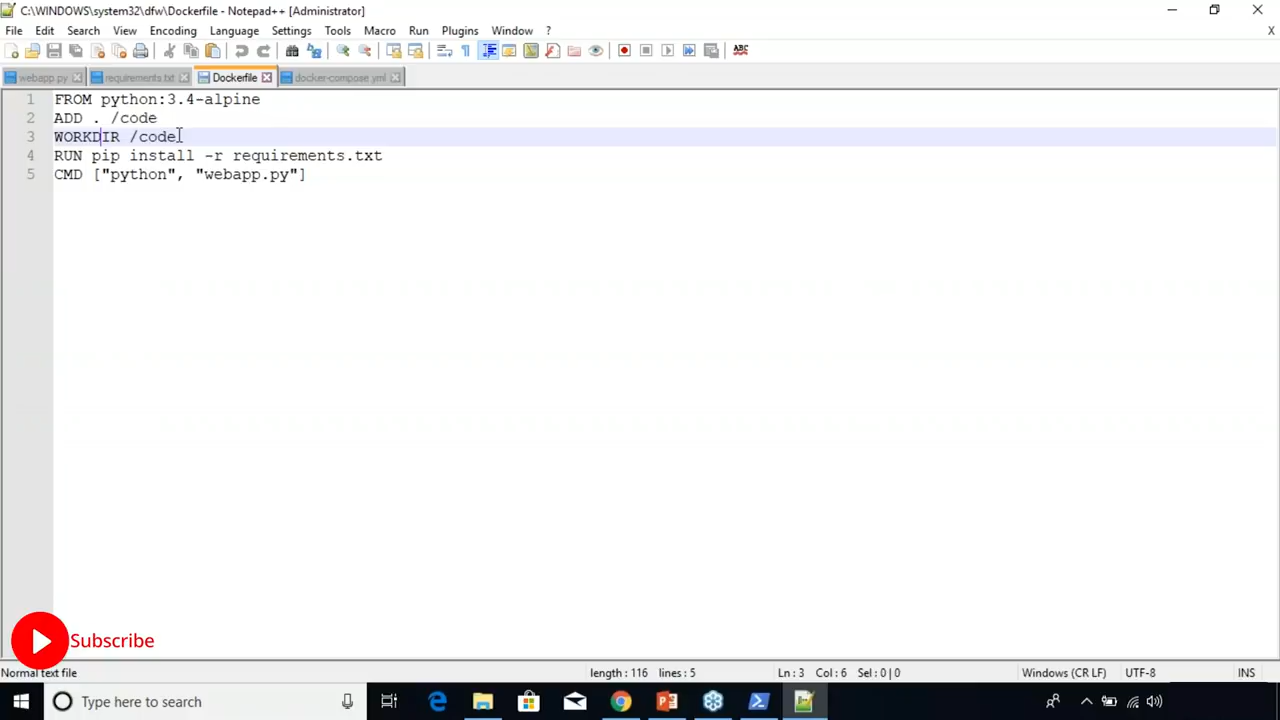 C:\WINDOWS\system32\dfw\Dockerfile - Notepad++ [Administrator]
File Edit Search View Encoding Language Settings Tools Macro Run Plugins Window ?
X
webapp.py requirements.txt Dockerfile docker-compose.yml
1 FROM python:3.4-alpine
2 ADD . /code
3 WORKDIR /code
4 RUN pip install -r requirements.txt
5 CMD ["python", "webapp.py"]
Subscribe
Normal text file length : 116 lines : 5 Ln : 3 Col : 6 Sel : 0 | 0 Windows (CR LF) UTF-8 INS
Type here to search